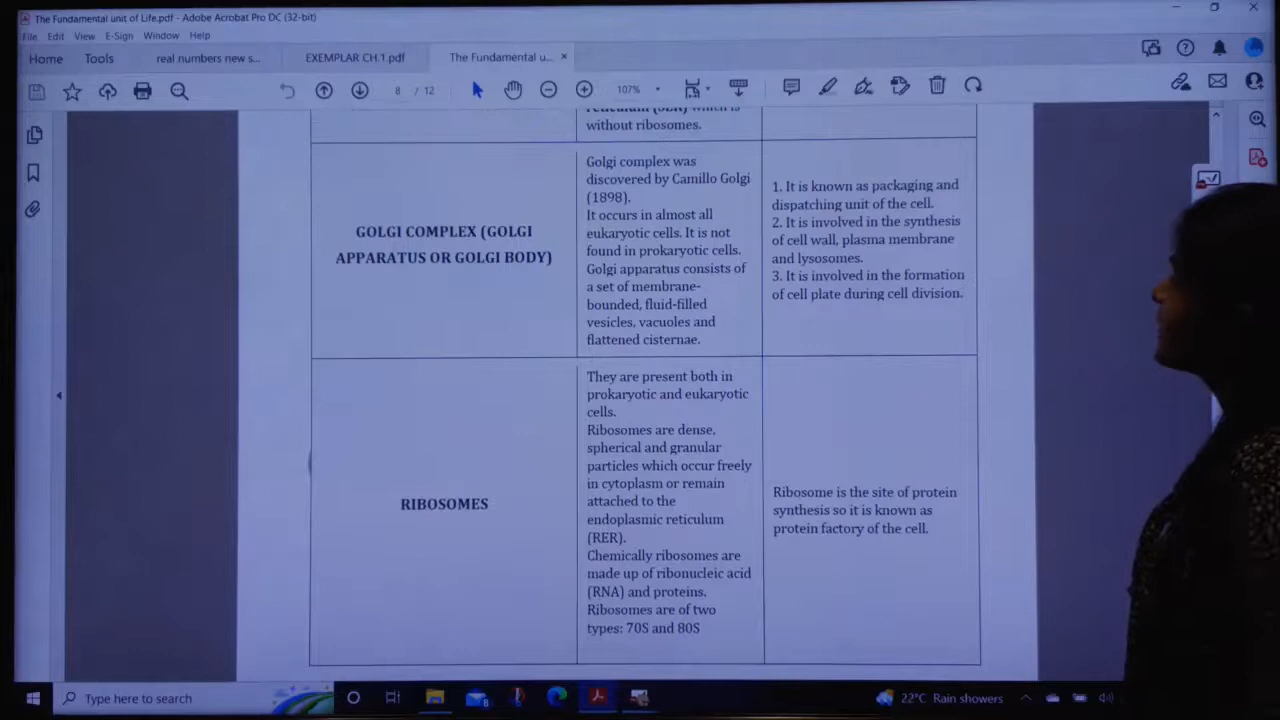 The Fundamental unit of Life.pdf - Adobe Acrobat Pro DC (32-bit)
File Edit View E-Sign Window Help
Home Tools real numbers new s... EXEMPLAR CH.1.pdf The Fundamental u... ×
8 / 12 107%
without ribosomes.
GOLGI COMPLEX (GOLGI
APPARATUS OR GOLGI BODY)
Golgi complex was
discovered by Camillo Golgi
(1898).
It occurs in almost all
eukaryotic cells. It is not
found in prokaryotic cells.
Golgi apparatus consists of
a set of membrane-
bounded, fluid-filled
vesicles, vacuoles and
flattened cisternae.
1. It is known as packaging and
dispatching unit of the cell.
2. It is involved in the synthesis
of cell wall, plasma membrane
and lysosomes.
3. It is involved in the formation
of cell plate during cell division.
RIBOSOMES
They are present both in
prokaryotic and eukaryotic
cells.
Ribosomes are dense,
spherical and granular
particles which occur freely
in cytoplasm or remain
attached to the
endoplasmic reticulum
(RER).
Chemically ribosomes are
made up of ribonucleic acid
(RNA) and proteins.
Ribosomes are of two
types: 70S and 80S
Ribosome is the site of protein
synthesis so it is known as
protein factory of the cell.
Type here to search
8
22°C Rain showers